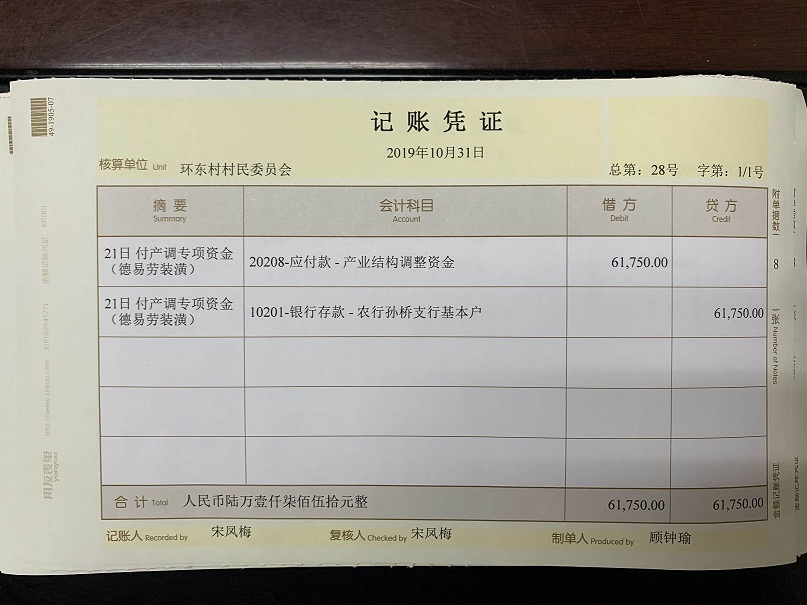 49-1905-07
记账凭证
2019年10月31日
核算单位 Unit 环东村村民委员会
总第：28号 字第：1/1号
摘要 会计科目 借方 贷方
Summary Account Debit Credit
附单据数
21日 付产调专项资金
（德易劳装潢）
20208-应付款 - 产业结构调整资金
61,750.00
8
21日 付产调专项资金
（德易劳装潢）
10201-银行存款 - 农行孙桥支行基本户
61,750.00
张 Number of Notes
合计 Total 人民币陆万壹仟柒佰伍拾元整
61,750.00 61,750.00
金额记账凭证
记账人 Recorded by 宋凤梅
复核人 Checked by 宋凤梅
制单人 Produced by 顾钟瑜
用友表单
yonyou